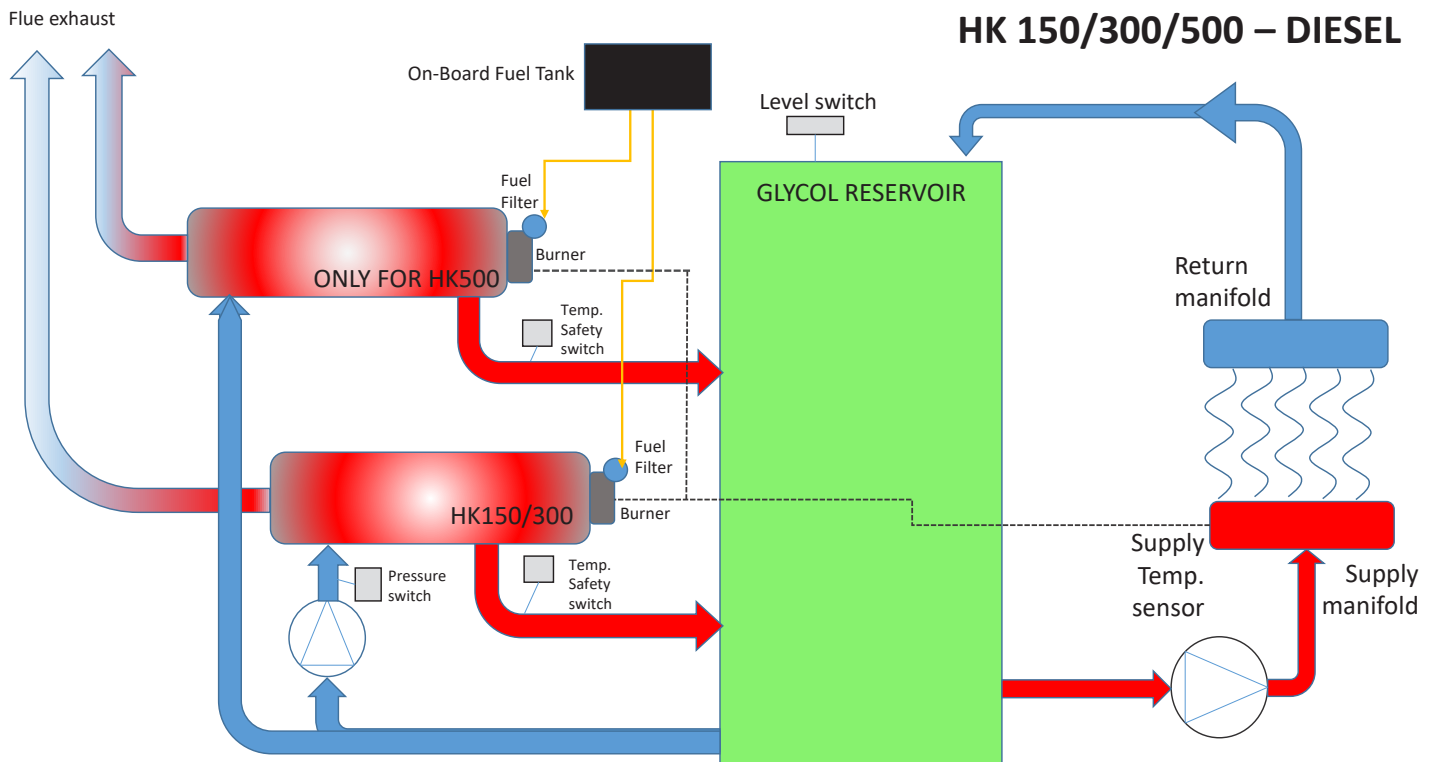 Flue exhaust
HK 150/300/500 – DIESEL
On-Board Fuel Tank
Level switch
Fuel
Filter
GLYCOL RESERVOIR
Burner
ONLY FOR HK500
Return
manifold
Temp.
Safety
switch
Fuel
Filter
HK150/300
Burner
Supply
Temp.
sensor
Supply
manifold
Pressure
switch
Temp.
Safety
switch